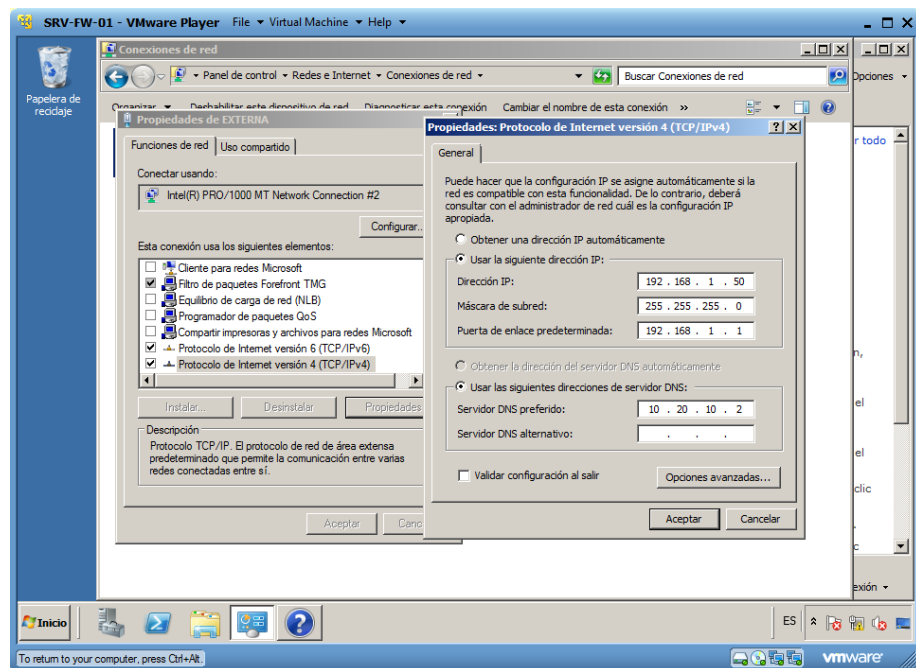 SRV-FW-01 - VMware Player File Virtual Machine Help
Papelera de
reciclaje
Conexiones de red
Panel de control Redes e Internet Conexiones de red
Buscar Conexiones de red
Opciones
Organizar Deshabilitar este dispositivo de red Diagnosticar esta conexión Cambiar el nombre de esta conexión »
r todo
n,
el
el
clic
.
c
exión
Propiedades de EXTERNA
Funciones de red Uso compartido
Conectar usando:
Intel(R) PRO/1000 MT Network Connection #2
Configurar..
Esta conexión usa los siguientes elementos:
Cliente para redes Microsoft
Filtro de paquetes Forefront TMG
Equilibrio de carga de red (NLB)
Programador de paquetes QoS
Compartir impresoras y archivos para redes Microsoft
Protocolo de Internet versión 6 (TCP/IPv6)
Protocolo de Internet versión 4 (TCP/IPv4)
Instalar... Desinstalar Propiedades
Descripción
Protocolo TCP/IP. El protocolo de red de área extensa
predeterminado que permite la comunicación entre varias
redes conectadas entre sí.
Aceptar Canc
Propiedades: Protocolo de Internet versión 4 (TCP/IPv4)
General
Puede hacer que la configuración IP se asigne automáticamente si la
red es compatible con esta funcionalidad. De lo contrario, deberá
consultar con el administrador de red cuál es la configuración IP
apropiada.
Obtener una dirección IP automáticamente
Usar la siguiente dirección IP:
Dirección IP: 192 . 168 . 1 . 50
Máscara de subred: 255 . 255 . 255 . 0
Puerta de enlace predeterminada: 192 . 168 . 1 . 1
Obtener la dirección del servidor DNS automáticamente
Usar las siguientes direcciones de servidor DNS:
Servidor DNS preferido: 10 . 20 . 10 . 2
Servidor DNS alternativo: . . .
Validar configuración al salir Opciones avanzadas...
Aceptar Cancelar
Inicio ES
To return to your computer, press Ctrl+Alt. vmware